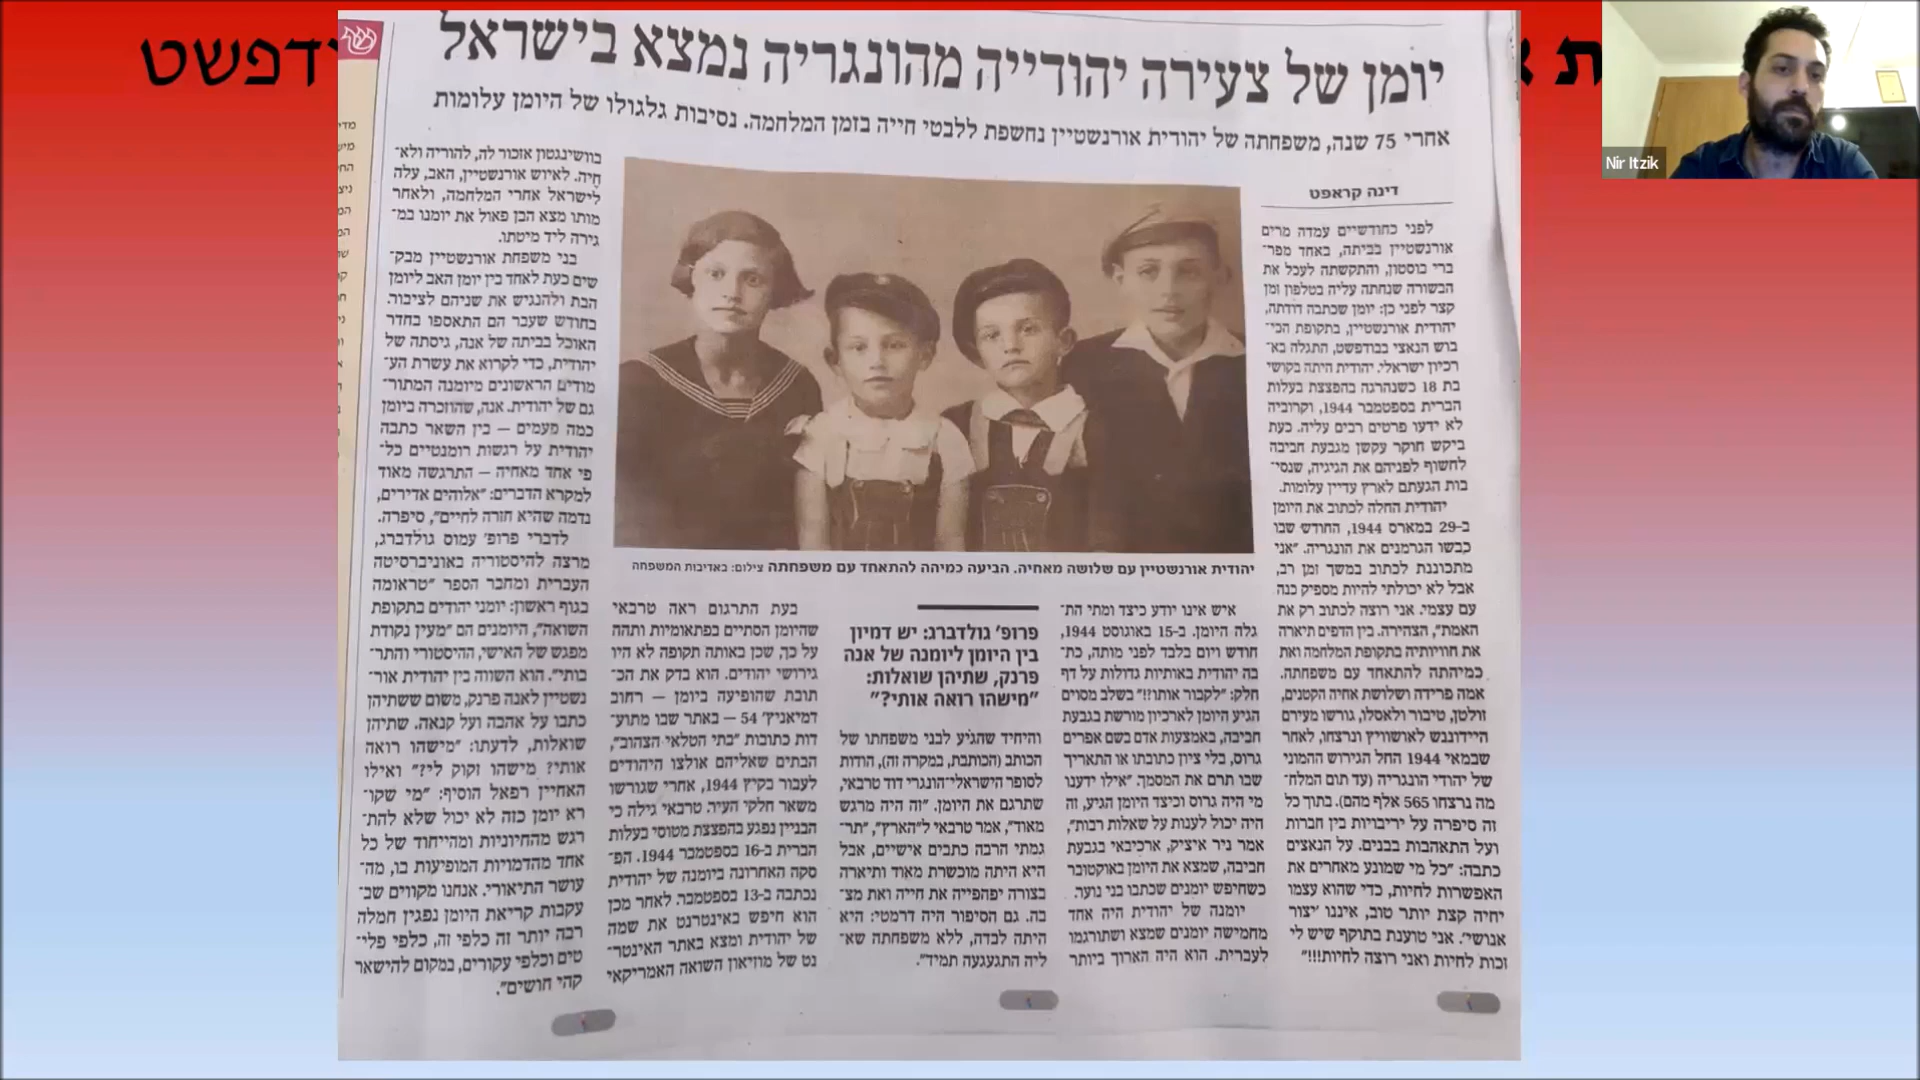 יומן של צעירה יהודייה מהונגריה נמצא בישראל
אחרי 75 שנה, משפחתה של יהודית אורנשטיין נחשפת ללבטי חייה בזמן המלחמה. נסיבות גלגולו של היומן עלומות
דינה קראפט
לפני כחודשיים עמדה מרים
אורנשטיין בביתה, באחד מפר־
ברי בוסטון, והתקשתה לעכל את
הבשורה שנחתה עליה בטלפון זמן
קצר לפני כן: יומן שכתבה דודתה,
יהודית אורנשטיין, בתקופת הכי־
בוש הנאצי בבודפשט, התגלה בא־
רכיון ישראלי. יהודית היתה בקושי
בת 18 כשנהרגה בהפצצת בעלות
הברית בספטמבר 1944, וקרוביה
לא ידעו פרטים רבים עליה. כעת
ביקש חוקר עקשן מגבעת חביבה
לחשוף לפניהם את הגיגיה, שנסי־
בות הגעתם לארץ עדיין עלומות.
יהודית החלה לכתוב את היומן
ב־29 במארס 1944, החודש שבו
כבשו הגרמנים את הונגריה. "אני
מתכוננת לכתוב במשך זמן רב,
אבל לא יכולתי להיות מספיק כנה
עם עצמי. אני רוצה לכתוב רק את
האמת", הצהירה. בין הדפים תיארה
את חוויותיה בתקופת המלחמה ואת
כמיהתה להתאחד עם משפחתה.
אמה פרידה ושלושת אחיה הקטנים,
זולטן, טיבור ולאסלו, גורשו מעירם
היידוננש לאושוויץ ונרצחו, לאחר
שבמאי 1944 החל הגירוש ההמוני
של יהודי הונגריה (עד תום המלח־
מה נרצחו 565 אלף מהם). בתוך כל
זה סיפרה על יריבויות בין חברות
ועל התאהבות בבנים. על הנאצים
כתבה: "כל מי שמונע מאחרים את
האפשרות לחיות, כדי שהוא עצמו
יחיה קצת יותר טוב, איננו 'יצור
אנושי'. אני טוענת בתוקף שיש לי
זכות לחיות ואני רוצה לחיות!!!"
יהודית אורנשטיין עם שלושה מאחיה. הביעה כמיהה להתאחד עם משפחתה צילום: באדיבות המשפחה
איש אינו יודע כיצד ומתי הת־
גלה היומן. ב־15 באוגוסט 1944,
חודש ויום בלבד לפני מותה, כת־
בה יהודית באותיות גדולות על דף
חלק: "לקבור אותו!!" בשלב מסוים
הגיע היומן לארכיון מורשת בגבעת
חביבה, באמצעות אדם בשם אפרים
גרוס, בלי ציון כתובתו או התאריך
שבו תרם את המסמך. "אילו ידענו
מי היה גרוס וכיצד היומן הגיע, זה
היה יכול לענות על שאלות רבות",
אמר ניר איציק, ארכיבאי בגבעת
חביבה, שמצא את היומן באוקטובר
כשחיפש יומנים שכתבו בני נוער.
יומנה של יהודית היה אחד
מחמישה יומנים שמצא ושתורגמו
לעברית. הוא היה הארוך ביותר
פרופ' גולדברג: יש דמיון
בין היומן ליומנה של אנה
פרנק, שתיהן שואלות:
"מישהו רואה אותי?"
והיחיד שהגיע לבני משפחתו של
הכותב (הכותבת, במקרה זה), הודות
לסופר הישראלי־הונגרי דוד טרבאי,
שתרגם את היומן. "זה היה מרגש
מאוד", אמר טרבאי ל"הארץ", "תר־
גמתי הרבה כתבים אישיים, אבל
היא היתה מוכשרת מאוד ותיארה
בצורה יפהפייה את חייה ואת מצ־
בה. גם הסיפור היה דרמטי: היא
היתה לבדה, ללא משפחתה שא־
ליה התגעגעה תמיד".
בעת התרגום ראה טרבאי
שהיומן הסתיים בפתאומיות ותהה
על כך, שכן באותה תקופה לא היו
גירושי יהודים. הוא בדק את הכ־
תובת שהופיעה ביומן — רחוב
דמיאניץ' 54 — באתר שבו מתוע־
דות כתובות "בתי הטלאי הצהוב",
הבתים שאליהם אולצו היהודים
לעבור בקיץ 1944, אחרי שגורשו
משאר חלקי העיר. טרבאי גילה כי
הבניין נפגע בהפצצת מטוסי בעלות
הברית ב־16 בספטמבר 1944. הפ־
סקה האחרונה ביומנה של יהודית
נכתבה ב־13 בספטמבר. לאחר מכן
הוא חיפש באינטרנט את שמה
של יהודית ומצא באתר האינטר־
נט של מוזיאון השואה האמריקאי
בוושינגטון אזכור לה, להוריה ולא־
חיה. לאיוש אורנשטיין, האב, עלה
לישראל אחרי המלחמה, ולאחר
מותו מצא הבן פאול את יומנו במ־
גירה ליד מיטתו.
בני משפחת אורנשטיין מבק־
שים כעת לאחד בין יומן האב ליומן
הבת ולהנגיש את שניהם לציבור.
בחודש שעבר הם התאספו בחדר
האוכל בביתה של אנה, גיסתה של
יהודית, כדי לקרוא את עשרת הע־
מודים הראשונים מיומנה המתור־
גם של יהודית. אנה, שהוזכרה ביומן
כמה פעמים — בין השאר כתבה
יהודית על רגשות רומנטיים כל־
פי אחד מאחיה — התרגשה מאוד
למקרא הדברים: "אלוהים אדירים,
נדמה שהיא חזרה לחיים", סיפרה.
לדברי פרופ' עמוס גולדברג,
מרצה להיסטוריה באוניברסיטה
העברית ומחבר הספר "טראומה
בגוף ראשון: יומני יהודים בתקופת
השואה", היומנים הם "מעין נקודת
מפגש של האישי, ההיסטורי והתר־
בותי". הוא השווה בין יהודית אור־
נשטיין לאנה פרנק, משום ששתיהן
כתבו על אהבה ועל קנאה. שתיהן
שואלות, לדעתו: "מישהו רואה
אותי? מישהו זקוק לי?" ואילו
האחיין רפאל הוסיף: "מי שקו־
רא יומן כזה לא יכול שלא להת־
רגש מהחיוניות ומהייחוד של כל
אחד מהדמויות המופיעות בו, מה־
עושר התיאורי. אנחנו מקווים שב־
עקבות קריאת היומן נפגין חמלה
רבה יותר זה כלפי זה, כלפי פלי־
טים וכלפי עקורים, במקום להישאר
קהי חושים".
Nir Itzik